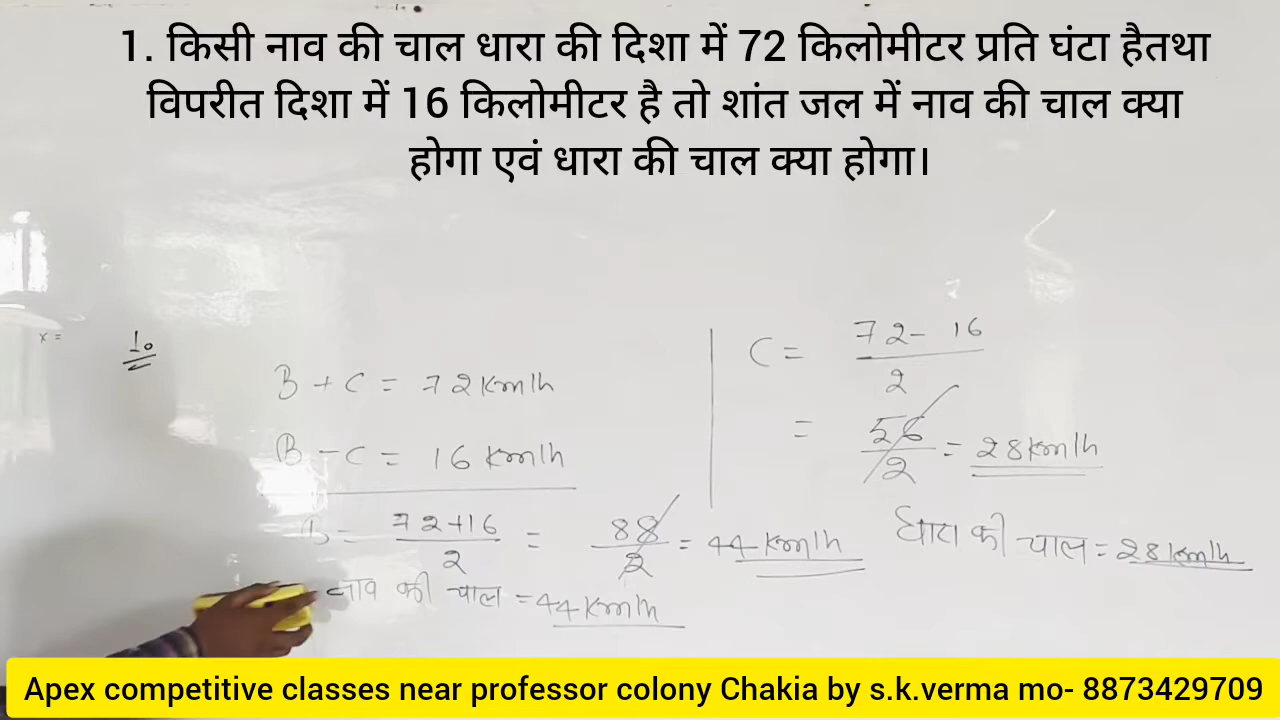 1. किसी नाव की चाल धारा की दिशा में 72 किलोमीटर प्रति घंटा हैतथा
विपरीत दिशा में 16 किलोमीटर है तो शांत जल में नाव की चाल क्या
होगा एवं धारा की चाल क्या होगा।
x =
1.
B + C = 72 Km/h
B - C = 16 Km/h
B = 72+16 / 2 = 88 / 2 = 44 Km/h
नाव की चाल = 44 Km/h
C = 72 - 16 / 2
= 56 / 2 = 28 Km/h
धारा की चाल = 28 Km/h
Apex competitive classes near professor colony Chakia by s.k.verma mo- 8873429709